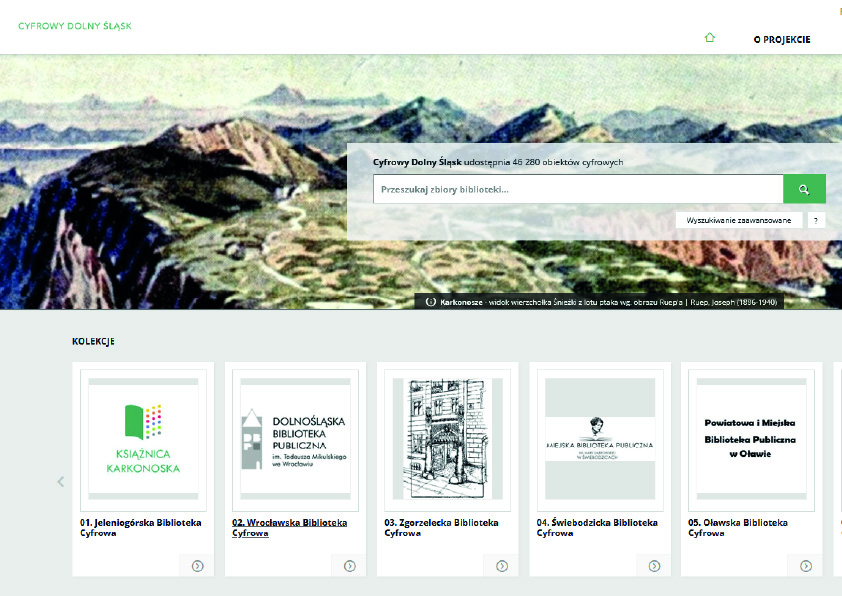 CYFROWY DOLNY ŚLĄSK
O PROJEKCIE
Cyfrowy Dolny Śląsk udostępnia 46 280 obiektów cyfrowych
Przeszukaj zbiory biblioteki...
Wyszukiwanie zaawansowane ?
Karkonosze - widok wierzchołka Śnieżki z lotu ptaka wg. obrazu Ruep'a | Ruep, Joseph (1886-1940)
KOLEKCJE
KSIĄŻNICA
KARKONOSKA
01. Jeleniogórska Biblioteka
Cyfrowa
DOLNOŚLĄSKA
BIBLIOTEKA
PUBLICZNA
im. Tadeusza Mikulskiego
we Wrocławiu
02. Wrocławska Biblioteka
Cyfrowa
03. Zgorzelecka Biblioteka
Cyfrowa
MIEJSKA BIBLIOTEKA PUBLICZNA
W ŚWIEBODZICACH
04. Świebodzicka Biblioteka
Cyfrowa
Powiatowa i Miejska
Biblioteka Publiczna
w Oławie
05. Oławska Biblioteka
Cyfrowa